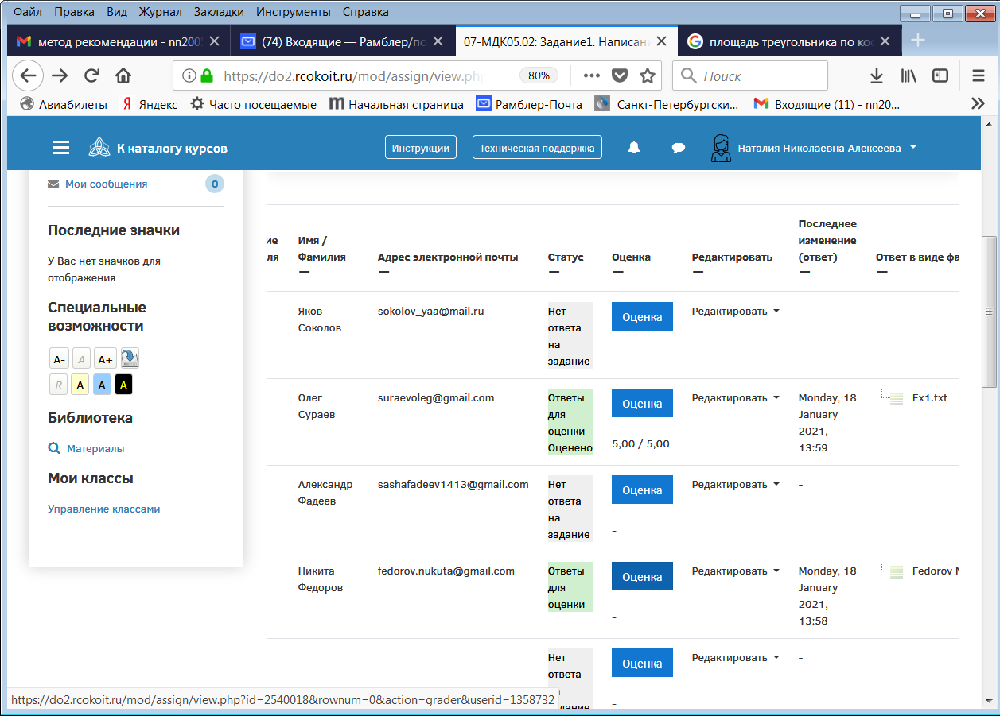 Файл Правка Вид Журнал Закладки Инструменты Справка
метод рекомендации - nn200
(74) Входящие — Рамблер/по
07-МДК05.02: Задание1. Написани
площадь треугольника по ко
https://do2.rcokoit.ru/mod/assign/view.php
80%
Поиск
Авиабилеты
Яндекс
Часто посещаемые
Начальная страница
Рамблер-Почта
Санкт-Петербургски...
Входящие (11) - nn20...
К каталогу курсов
Инструкции
Техническая поддержка
Наталия Николаевна Алексеева
Мои сообщения
0
Последние значки
У Вас нет значков для
отображения
Специальные
возможности
A- A A+
R A A A
Библиотека
Материалы
Мои классы
Управление классами
ие
ля
Имя /
Фамилия
Адрес электронной почты
Статус
Оценка
Редактировать
Последнее
изменение
(ответ)
Ответ в виде фа
Яков
Соколов
sokolov_yaa@mail.ru
Нет
ответа
на
задание
Оценка
-
Редактировать
-
Олег
Сураев
suraevoleg@gmail.com
Ответы
для
оценки
Оценено
Оценка
5,00 / 5,00
Редактировать
Monday, 18
January
2021,
13:59
Ex1.txt
Александр
Фадеев
sashafadeev1413@gmail.com
Нет
ответа
на
задание
Оценка
-
Редактировать
-
Никита
Федоров
fedorov.nukuta@gmail.com
Ответы
для
оценки
Оценка
-
Редактировать
Monday, 18
January
2021,
13:58
Fedorov N
Нет
ответа
задание
Оценка
-
Редактировать
-
https://do2.rcokoit.ru/mod/assign/view.php?id=2540018&rownum=0&action=grader&userid=1358732